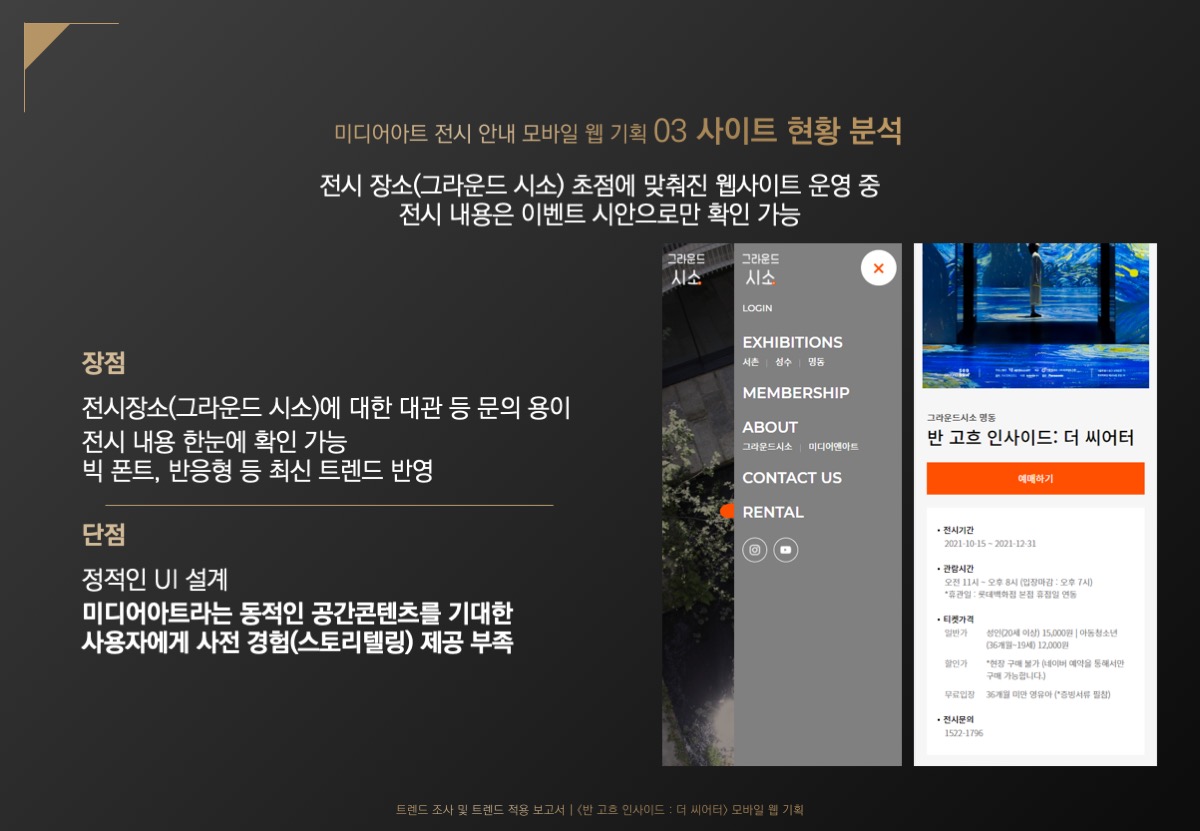 미디어아트 전시 안내 모바일 웹 기획 03 사이트 현황 분석
전시 장소(그라운드 시소) 초점에 맞춰진 웹사이트 운영 중
전시 내용은 이벤트 시안으로만 확인 가능
장점
전시장소(그라운드 시소)에 대한 대관 등 문의 용이
전시 내용 한눈에 확인 가능
빅 폰트, 반응형 등 최신 트렌드 반영
단점
정적인 UI 설계
미디어아트라는 동적인 공간콘텐츠를 기대한
사용자에게 사전 경험(스토리텔링) 제공 부족
그라운드
시소
그라운드
시소
LOGIN
EXHIBITIONS
서촌 | 성수 | 명동
MEMBERSHIP
ABOUT
그라운드시소 | 미디어앤아트
CONTACT US
RENTAL
그라운드시소 명동
반 고흐 인사이드: 더 씨어터
예매하기
• 전시기간
2021-10-15 ~ 2021-12-31
• 관람시간
오전 11시 ~ 오후 8시 (입장마감 : 오후 7시)
*휴관일 : 롯데백화점 본점 휴점일 연동
• 티켓가격
일반가 성인(20세 이상) 15,000원 | 아동청소년
(36개월~19세) 12,000원
할인가 *현장 구매 불가 (네이버 예약을 통해서만
구매 가능합니다.)
무료입장 36개월 미만 영유아 (*증빙서류 필참)
• 전시문의
1522-1796
트렌드 조사 및 트렌드 적용 보고서 | 〈반 고흐 인사이드 : 더 씨어터〉 모바일 웹 기획